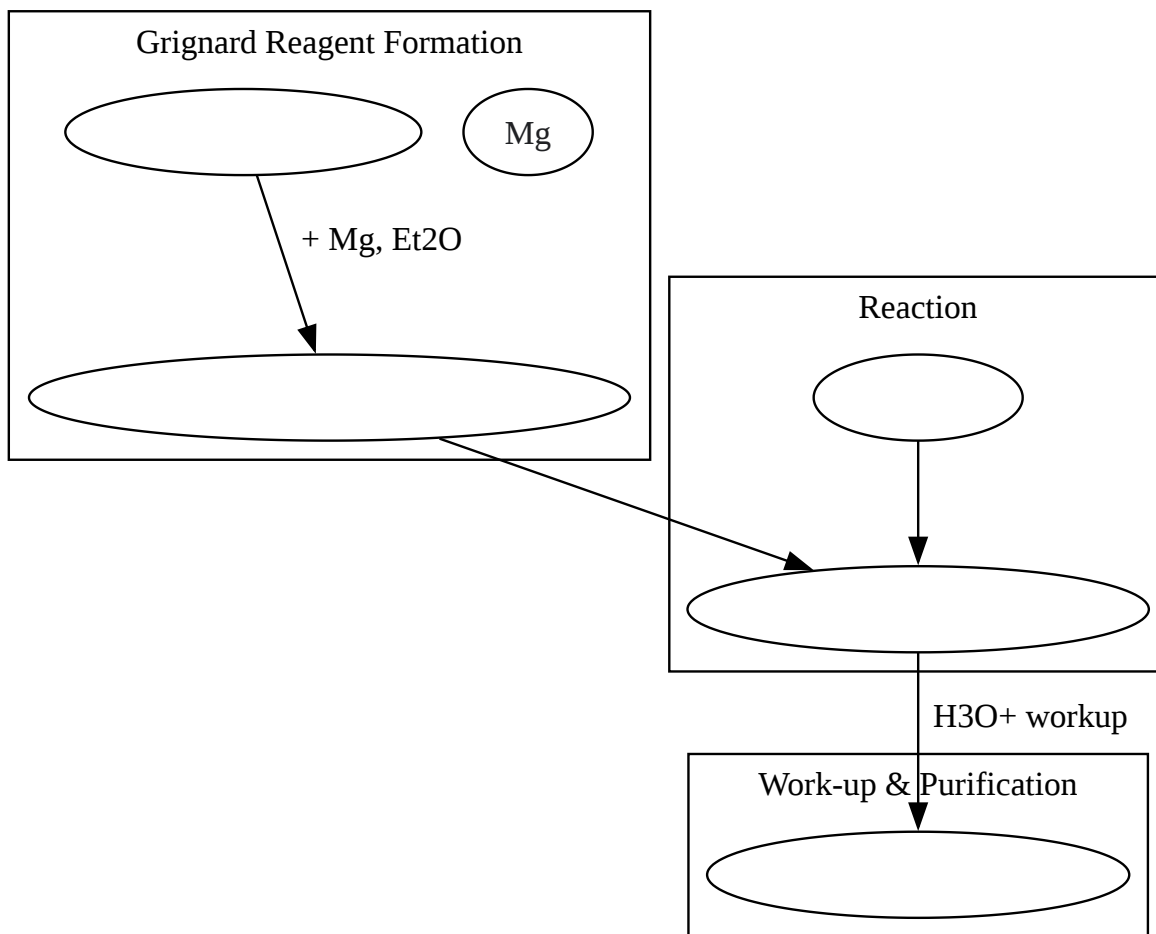 Grignard Reagent Formation
Mg
+ Mg, Et2O
Reaction
H3O+ workup
Work-up & Purification